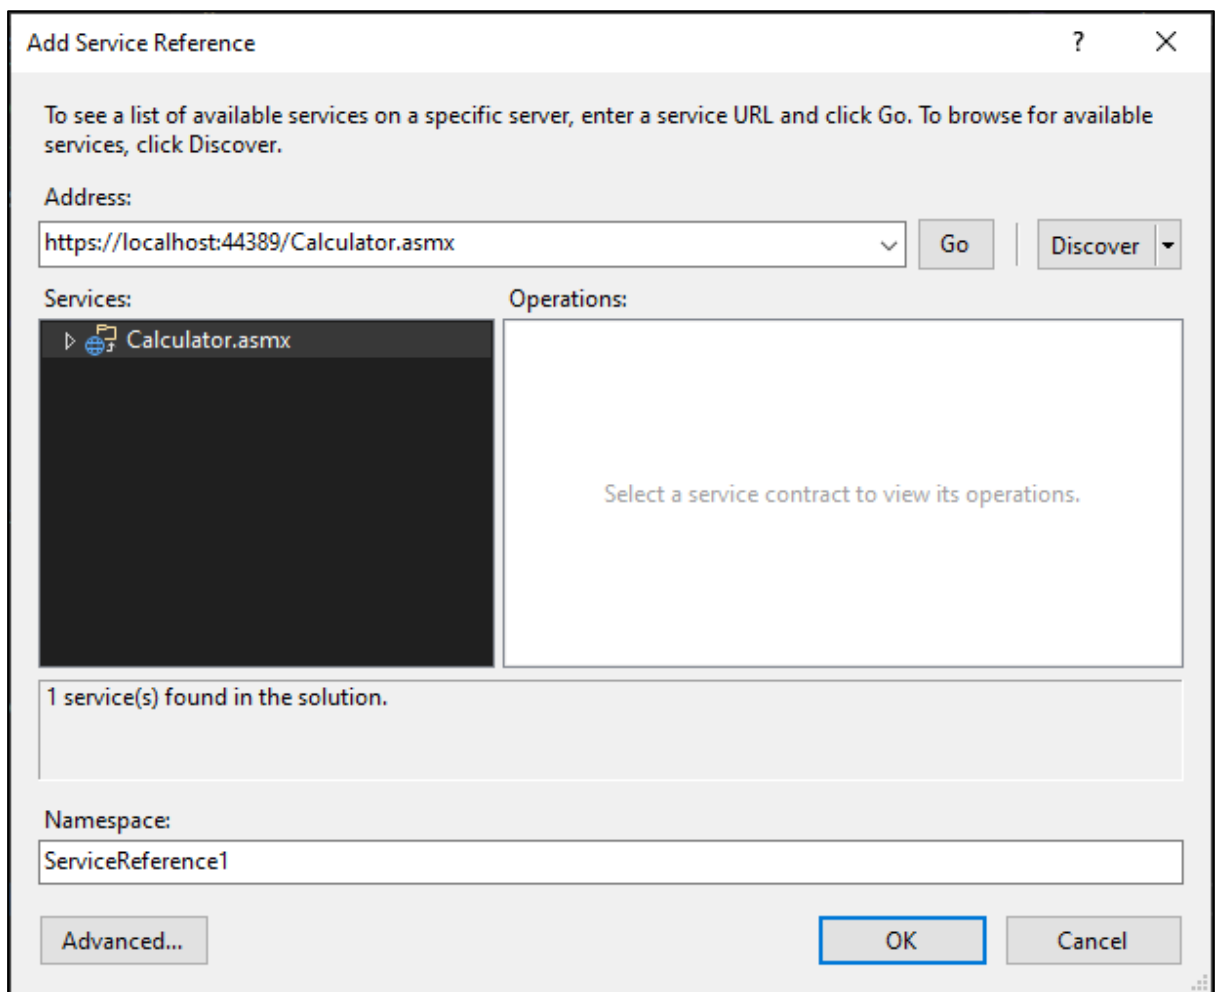 Add Service Reference
?
To see a list of available services on a specific server, enter a service URL and click Go. To browse for available
services, click Discover.
Address:
https://localhost:44389/Calculator.asmx
Go
Discover
Services:
Operations:
Calculator.asmx
Select a service contract to view its operations.
1 service(s) found in the solution.
Namespace:
ServiceReference1
Advanced...
OK
Cancel